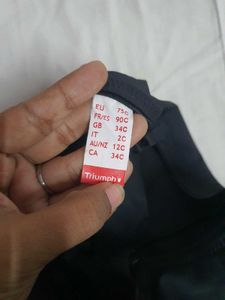 EU 75C
FR/ES 90C
GB 34C
IT 2C
AU/NZ 12C
CA 34C
Triumph